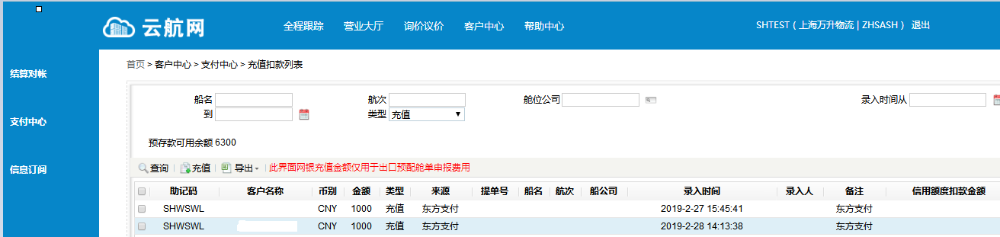 云航网 全程跟踪 营业大厅 询价议价 客户中心 帮助中心 SHTEST（上海万升物流 | ZHSASH ） 退出
首页 > 客户中心 > 支付中心 > 充值扣款列表
结算对帐
支付中心
信息订阅
船名 航次 舱位公司 录入时间从
到 类型 充值
预存款可用余额 6300
查询 充值 导出 此界面网银充值金额仅用于出口预配舱单申报费用
助记码 客户名称 币别 金额 类型 来源 提单号 船名 航次 船公司 录入时间 录入人 备注 信用额度扣款金额
SHWSWL CNY 1000 充值 东方支付 2019-2-27 15:45:41 东方支付
SHWSWL CNY 1000 充值 东方支付 2019-2-28 14:13:38 东方支付